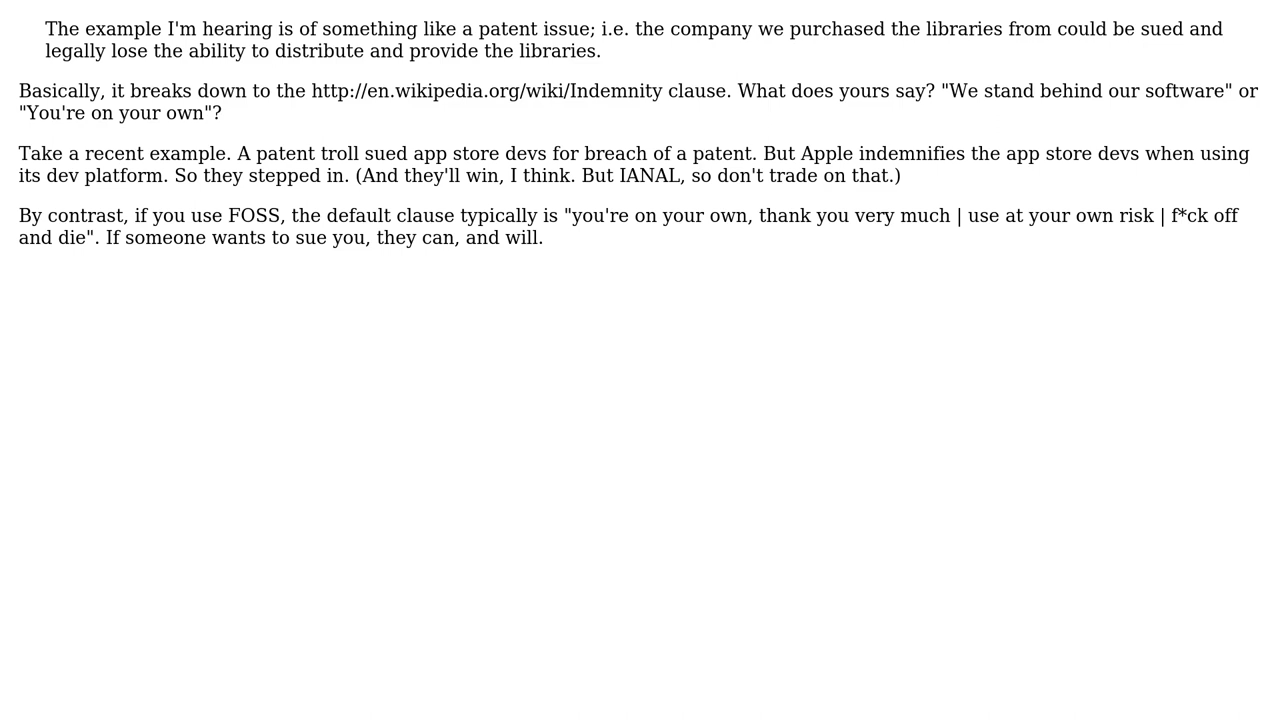 The example I'm hearing is of something like a patent issue; i.e. the company we purchased the libraries from could be sued and
legally lose the ability to distribute and provide the libraries.
Basically, it breaks down to the http://en.wikipedia.org/wiki/Indemnity clause. What does yours say? "We stand behind our software" or
"You're on your own"?
Take a recent example. A patent troll sued app store devs for breach of a patent. But Apple indemnifies the app store devs when using
its dev platform. So they stepped in. (And they'll win, I think. But IANAL, so don't trade on that.)
By contrast, if you use FOSS, the default clause typically is "you're on your own, thank you very much | use at your own risk | f*ck off
and die". If someone wants to sue you, they can, and will.